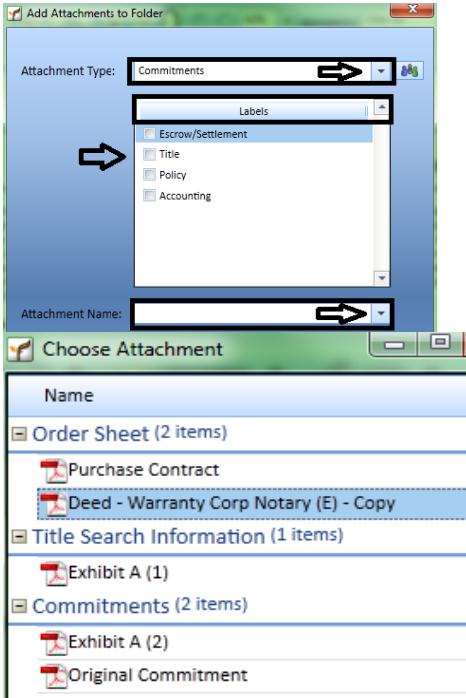 Add Attachments to Folder
Attachment Type: Commitments
Labels
Escrow/Settlement
Title
Policy
Accounting
Attachment Name:
Choose Attachment
Name
Order Sheet (2 items)
Purchase Contract
Deed - Warranty Corp Notary (E) - Copy
Title Search Information (1 items)
Exhibit A (1)
Commitments (2 items)
Exhibit A (2)
Original Commitment